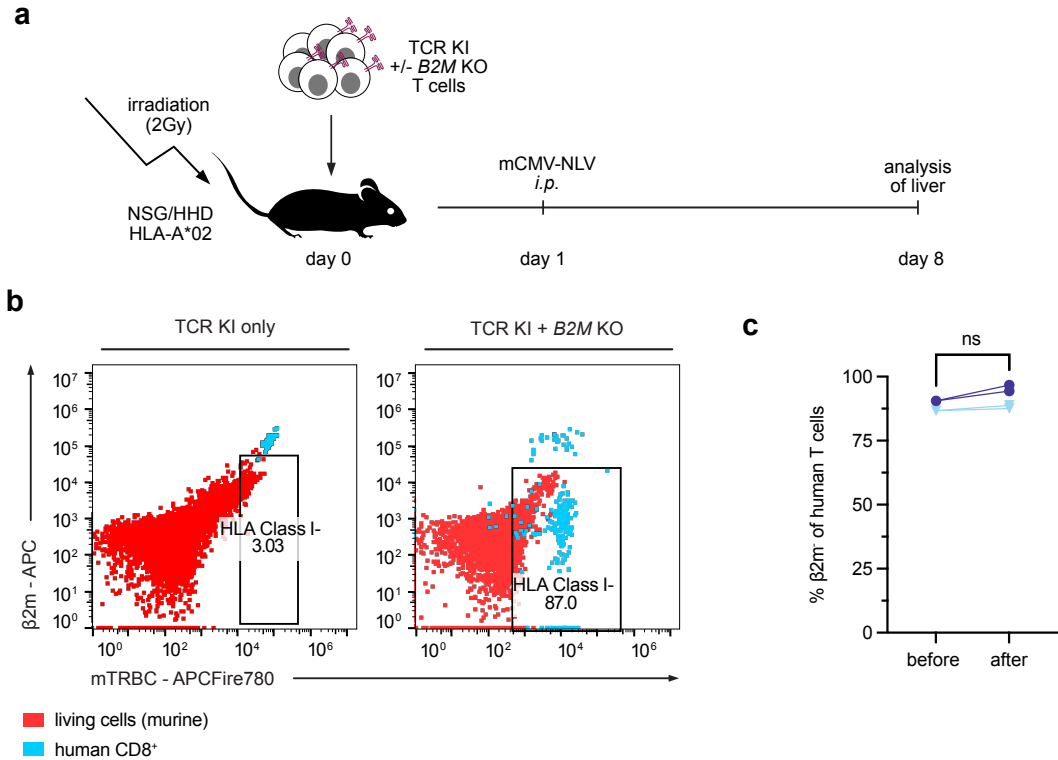 a
TCR KI
+/- B2M KO
T cells
irradiation
(2Gy)
NSG/HHD
HLA-A*02
mCMV-NLV
i.p.
analysis
of liver
day 0
day 1
day 8
b
TCR KI only
TCR KI + B2M KO
β2m - APC
10⁷
10⁶
10⁵
10⁴
10³
10²
10¹
10⁰
HLA Class I-
3.03
10⁰ 10² 10⁴ 10⁶
10⁷
10⁶
10⁵
10⁴
10³
10²
10¹
10⁰
HLA Class I-
87.0
10⁰ 10² 10⁴ 10⁶
mTRBC - APCFire780
living cells (murine)
human CD8⁺
c
ns
% β2m⁻ of human T cells
100
75
50
25
0
before after